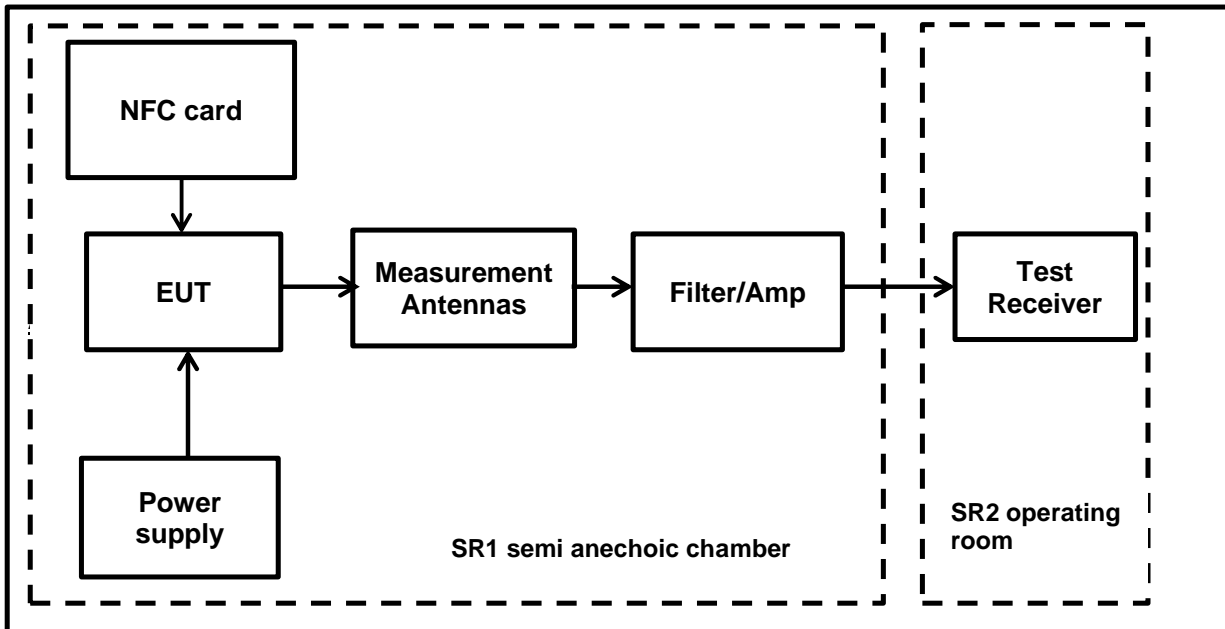 NFC card
EUT
Measurement
Antennas
Filter/Amp
Test
Receiver
Power
supply
SR1 semi anechoic chamber
SR2 operating
room